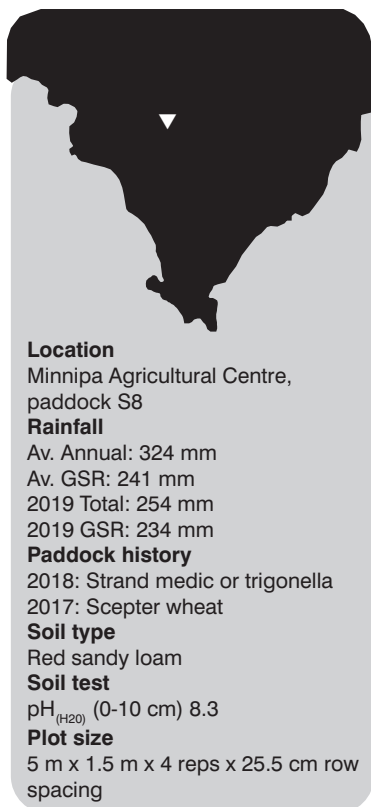 Location
Minnipa Agricultural Centre,
paddock S8
Rainfall
Av. Annual: 324 mm
Av. GSR: 241 mm
2019 Total: 254 mm
2019 GSR: 234 mm
Paddock history
2018: Strand medic or trigonella
2017: Scepter wheat
Soil type
Red sandy loam
Soil test
pH(H20) (0-10 cm) 8.3
Plot size
5 m x 1.5 m x 4 reps x 25.5 cm row
spacing